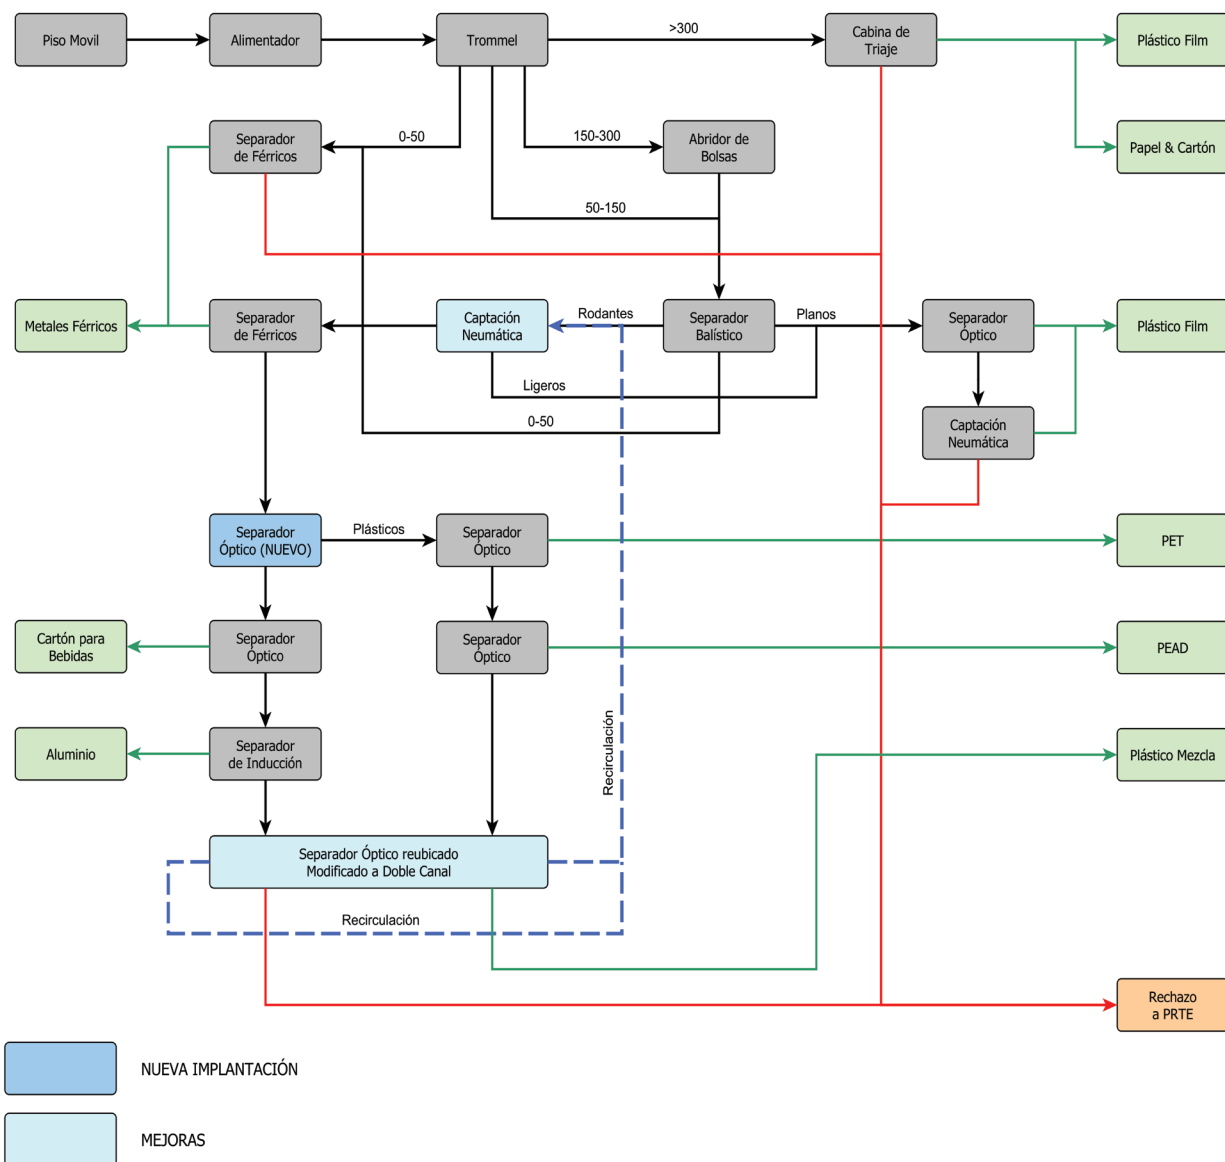 Piso Movil
Alimentador
Trommel
>300
Cabina de
Triaje
Plástico Film
Separador
de Férricos
0-50
150-300
Abridor de
Bolsas
Papel & Cartón
50-150
Metales Férricos
Separador
de Férricos
Captación
Neumática
Rodantes
Separador
Balístico
Planos
Separador
Óptico
Plástico Film
Ligeros
0-50
Captación
Neumática
Separador
Óptico (NUEVO)
Plásticos
Separador
Óptico
PET
Cartón para
Bebidas
Separador
Óptico
Separador
Óptico
PEAD
Aluminio
Separador
de Inducción
Recirculación
Plástico Mezcla
Separador Óptico reubicado
Modificado a Doble Canal
Recirculación
Rechazo
a PRTE
NUEVA IMPLANTACIÓN
MEJORAS